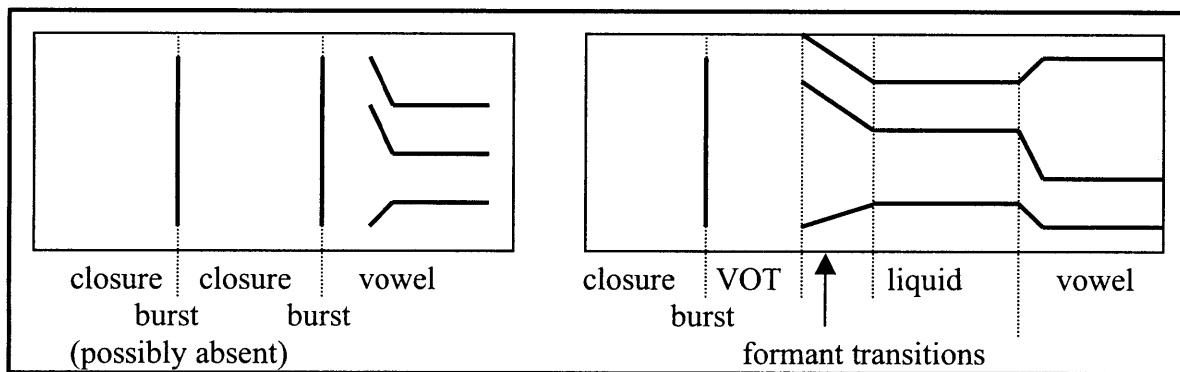 closure closure vowel closure VOT liquid vowel
burst burst burst
(possibly absent) formant transitions